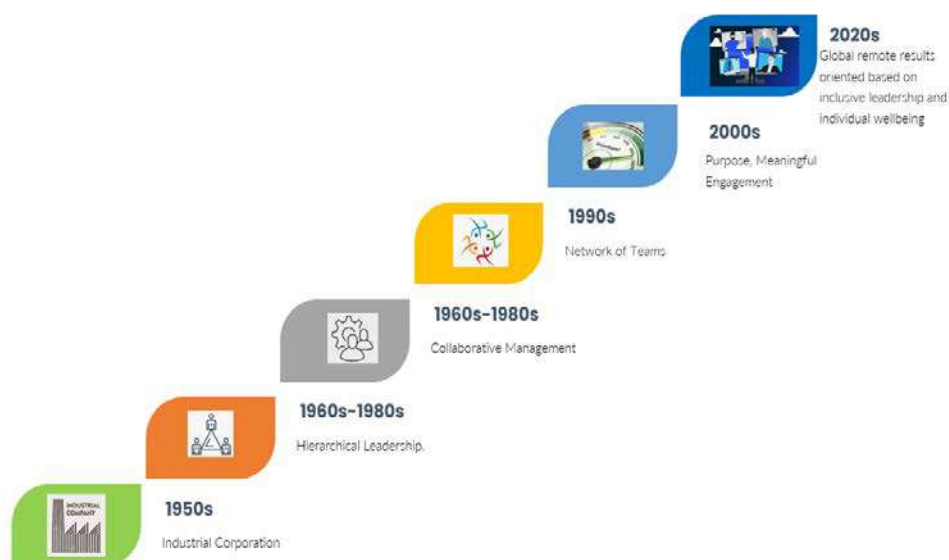 2020s
Global remote results
oriented based on
inclusive leadership and
individual wellbeing
2000s
Purpose, Meaningful
Engagement
1990s
Network of Teams
1960s-1980s
Collaborative Management
1960s-1980s
Hierarchical Leadership.
INDUSTRIAL
COMPANY
1950s
Industrial Corporation